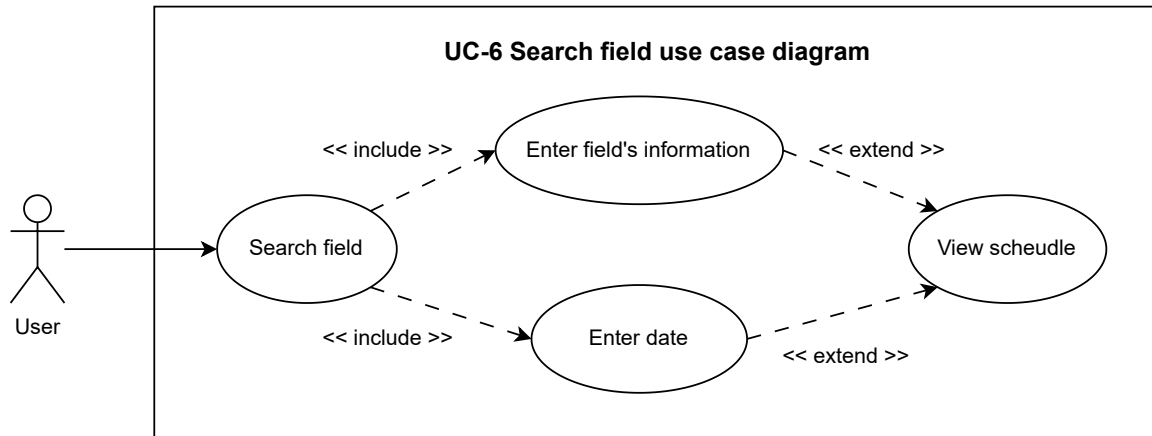 UC-6 Search field use case diagram
<< include >>
Enter field's information
<< extend >>
Search field
View scheudle
User
<< include >>
Enter date
<< extend >>